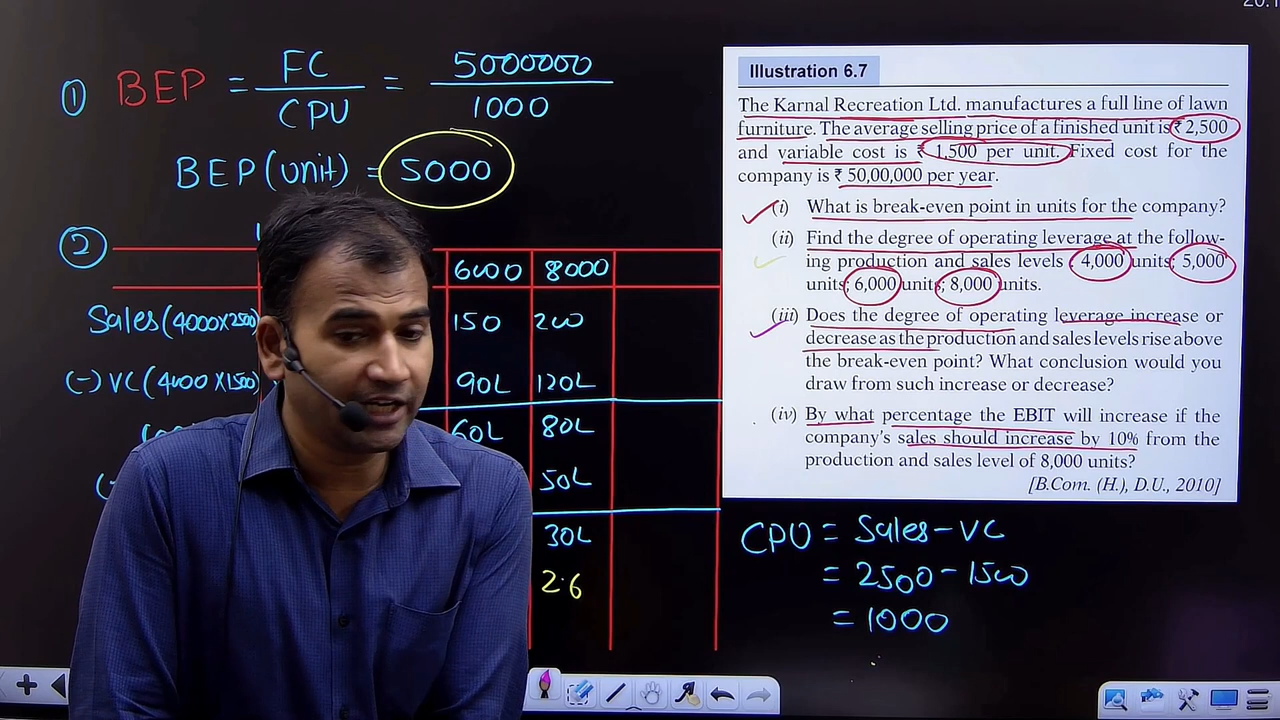 ① BEP = FC / CPU = 5000000 / 1000
BEP (unit) = 5000
②
6000 8000
Sales (4000×2500) 150 200
(-) VC (4000×1500) 90L 120L
60L 80L
50L
30L
2.6
Illustration 6.7
The Karnal Recreation Ltd. manufactures a full line of lawn
furniture. The average selling price of a finished unit is ₹ 2,500
and variable cost is ₹ 1,500 per unit. Fixed cost for the
company is ₹ 50,00,000 per year.
(i) What is break-even point in units for the company?
(ii) Find the degree of operating leverage at the follow-
ing production and sales levels 4,000 units; 5,000
units; 6,000 units; 8,000 units.
(iii) Does the degree of operating leverage increase or
decrease as the production and sales levels rise above
the break-even point? What conclusion would you
draw from such increase or decrease?
(iv) By what percentage the EBIT will increase if the
company's sales should increase by 10% from the
production and sales level of 8,000 units?
[B.Com. (H.), D.U., 2010]
CPU = Sales - VC
= 2500 - 1500
= 1000